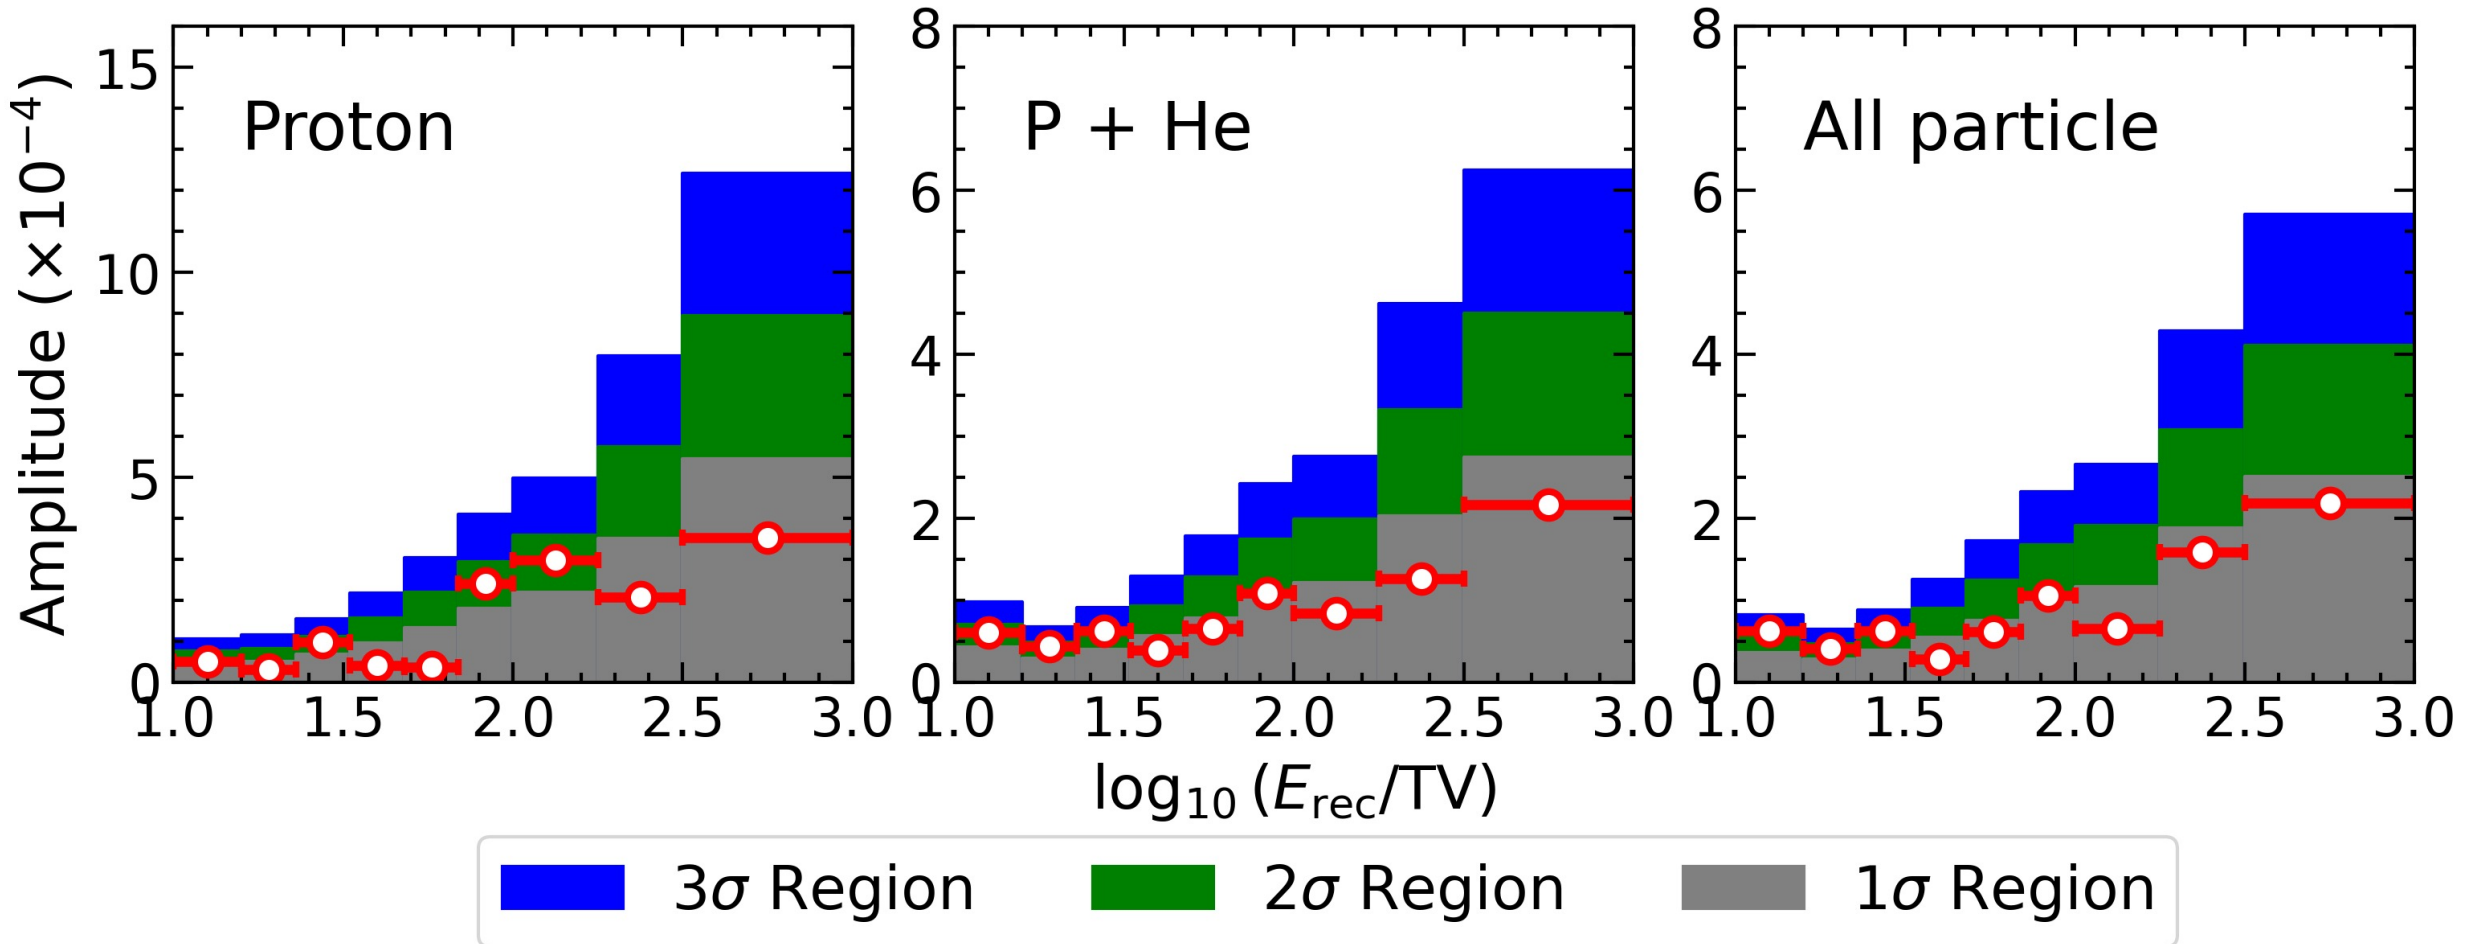 Amplitude (×10⁻⁴)
15
10
5
0
Proton
1.0 1.5 2.0 2.5 3.0
8
6
4
2
0
P + He
1.0 1.5 2.0 2.5 3.0
8
6
4
2
0
All particle
1.0 1.5 2.0 2.5 3.0
log₁₀ (E_rec/TV)
3σ Region 2σ Region 1σ Region